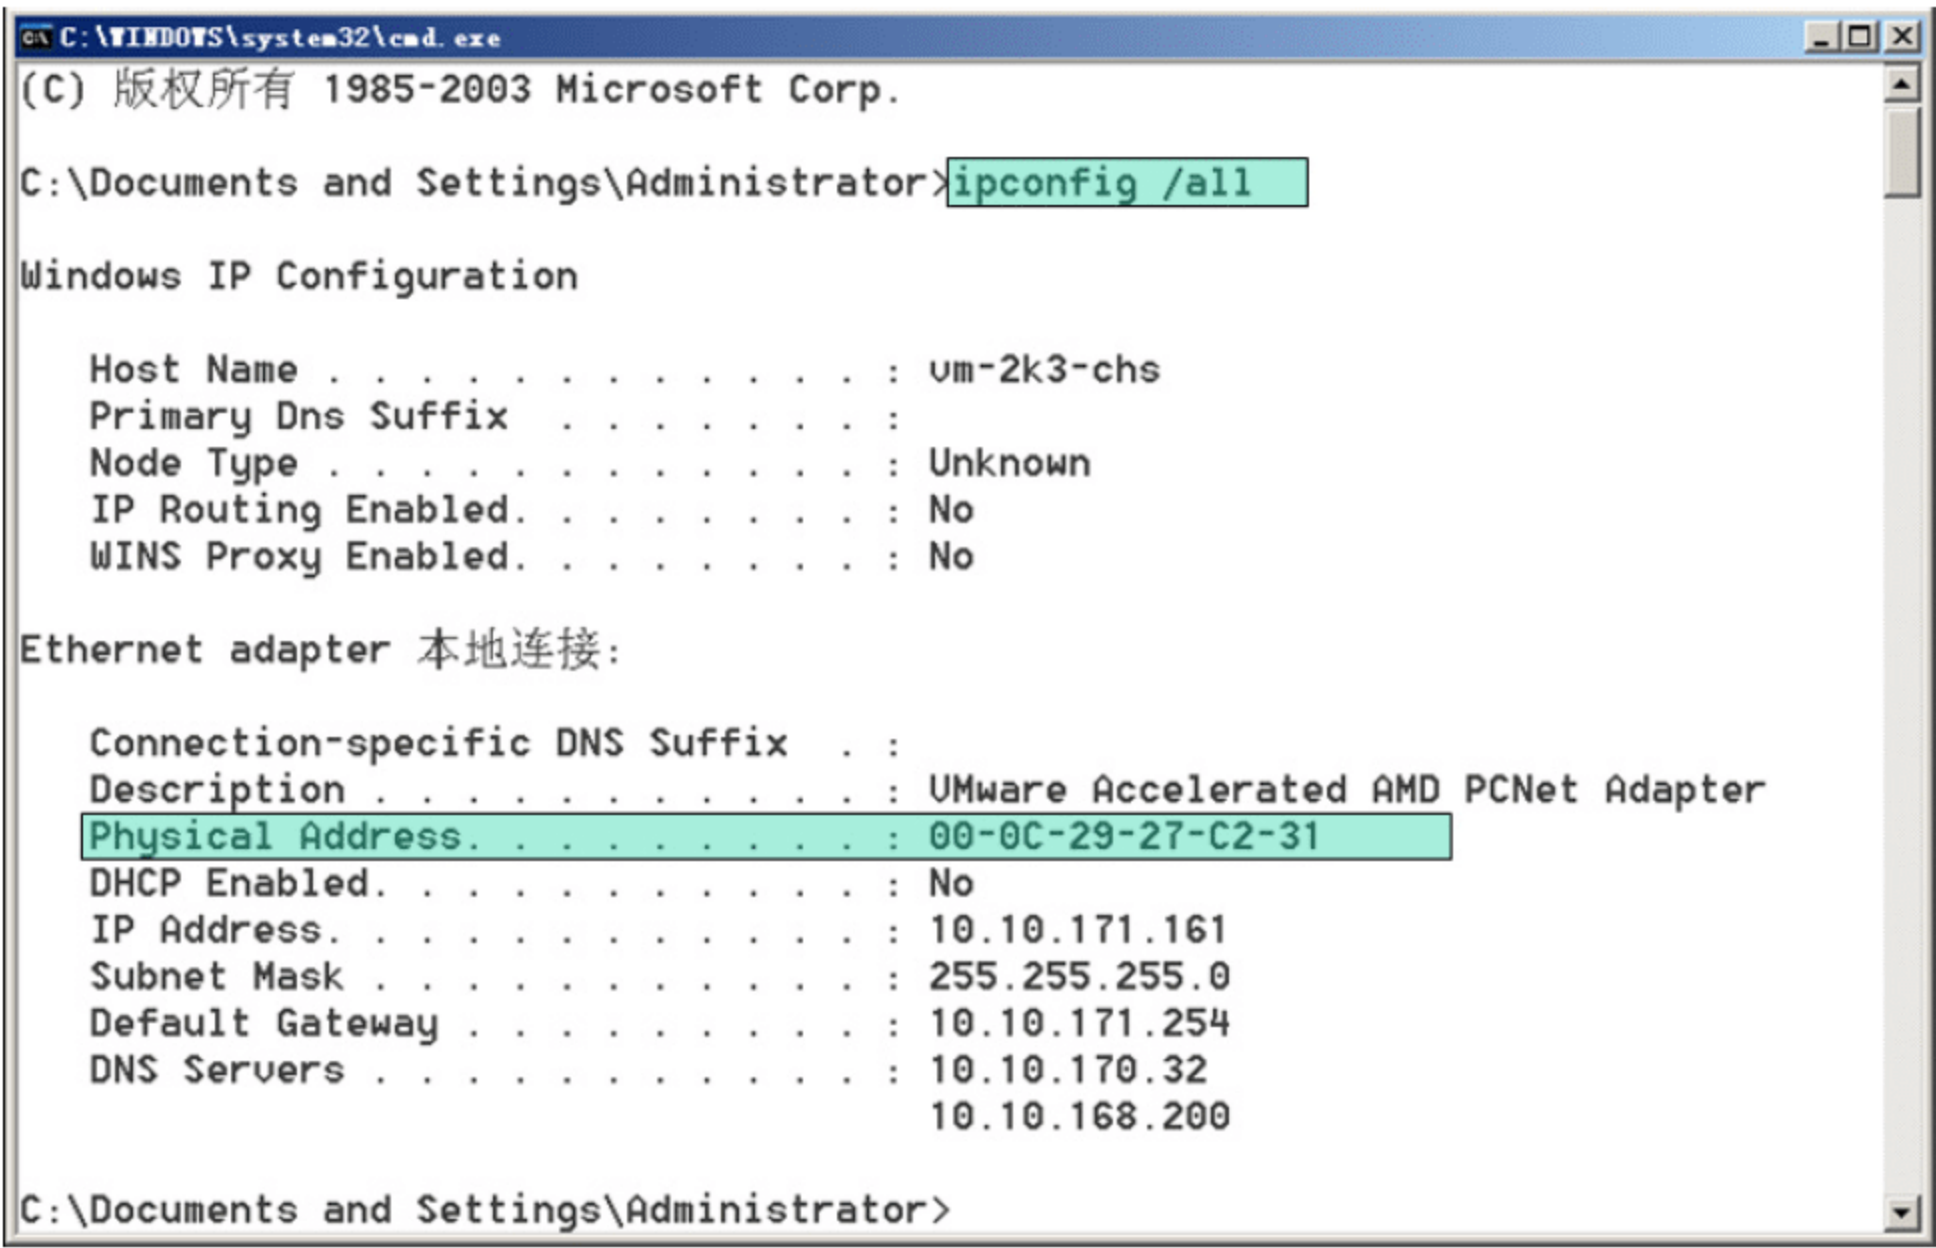 C:\WINDOWS\system32\cmd.exe
(C) 版权所有 1985-2003 Microsoft Corp.
C:\Documents and Settings\Administrator>ipconfig /all
Windows IP Configuration
Host Name . . . . . . . . . . . . : vm-2k3-chs
Primary Dns Suffix  . . . . . . . :
Node Type . . . . . . . . . . . . : Unknown
IP Routing Enabled. . . . . . . . : No
WINS Proxy Enabled. . . . . . . . : No
Ethernet adapter 本地连接:
Connection-specific DNS Suffix  . :
Description . . . . . . . . . . . : VMware Accelerated AMD PCNet Adapter
Physical Address. . . . . . . . . : 00-0C-29-27-C2-31
DHCP Enabled. . . . . . . . . . . : No
IP Address. . . . . . . . . . . . : 10.10.171.161
Subnet Mask . . . . . . . . . . . : 255.255.255.0
Default Gateway . . . . . . . . . : 10.10.171.254
DNS Servers . . . . . . . . . . . : 10.10.170.32
10.10.168.200
C:\Documents and Settings\Administrator>